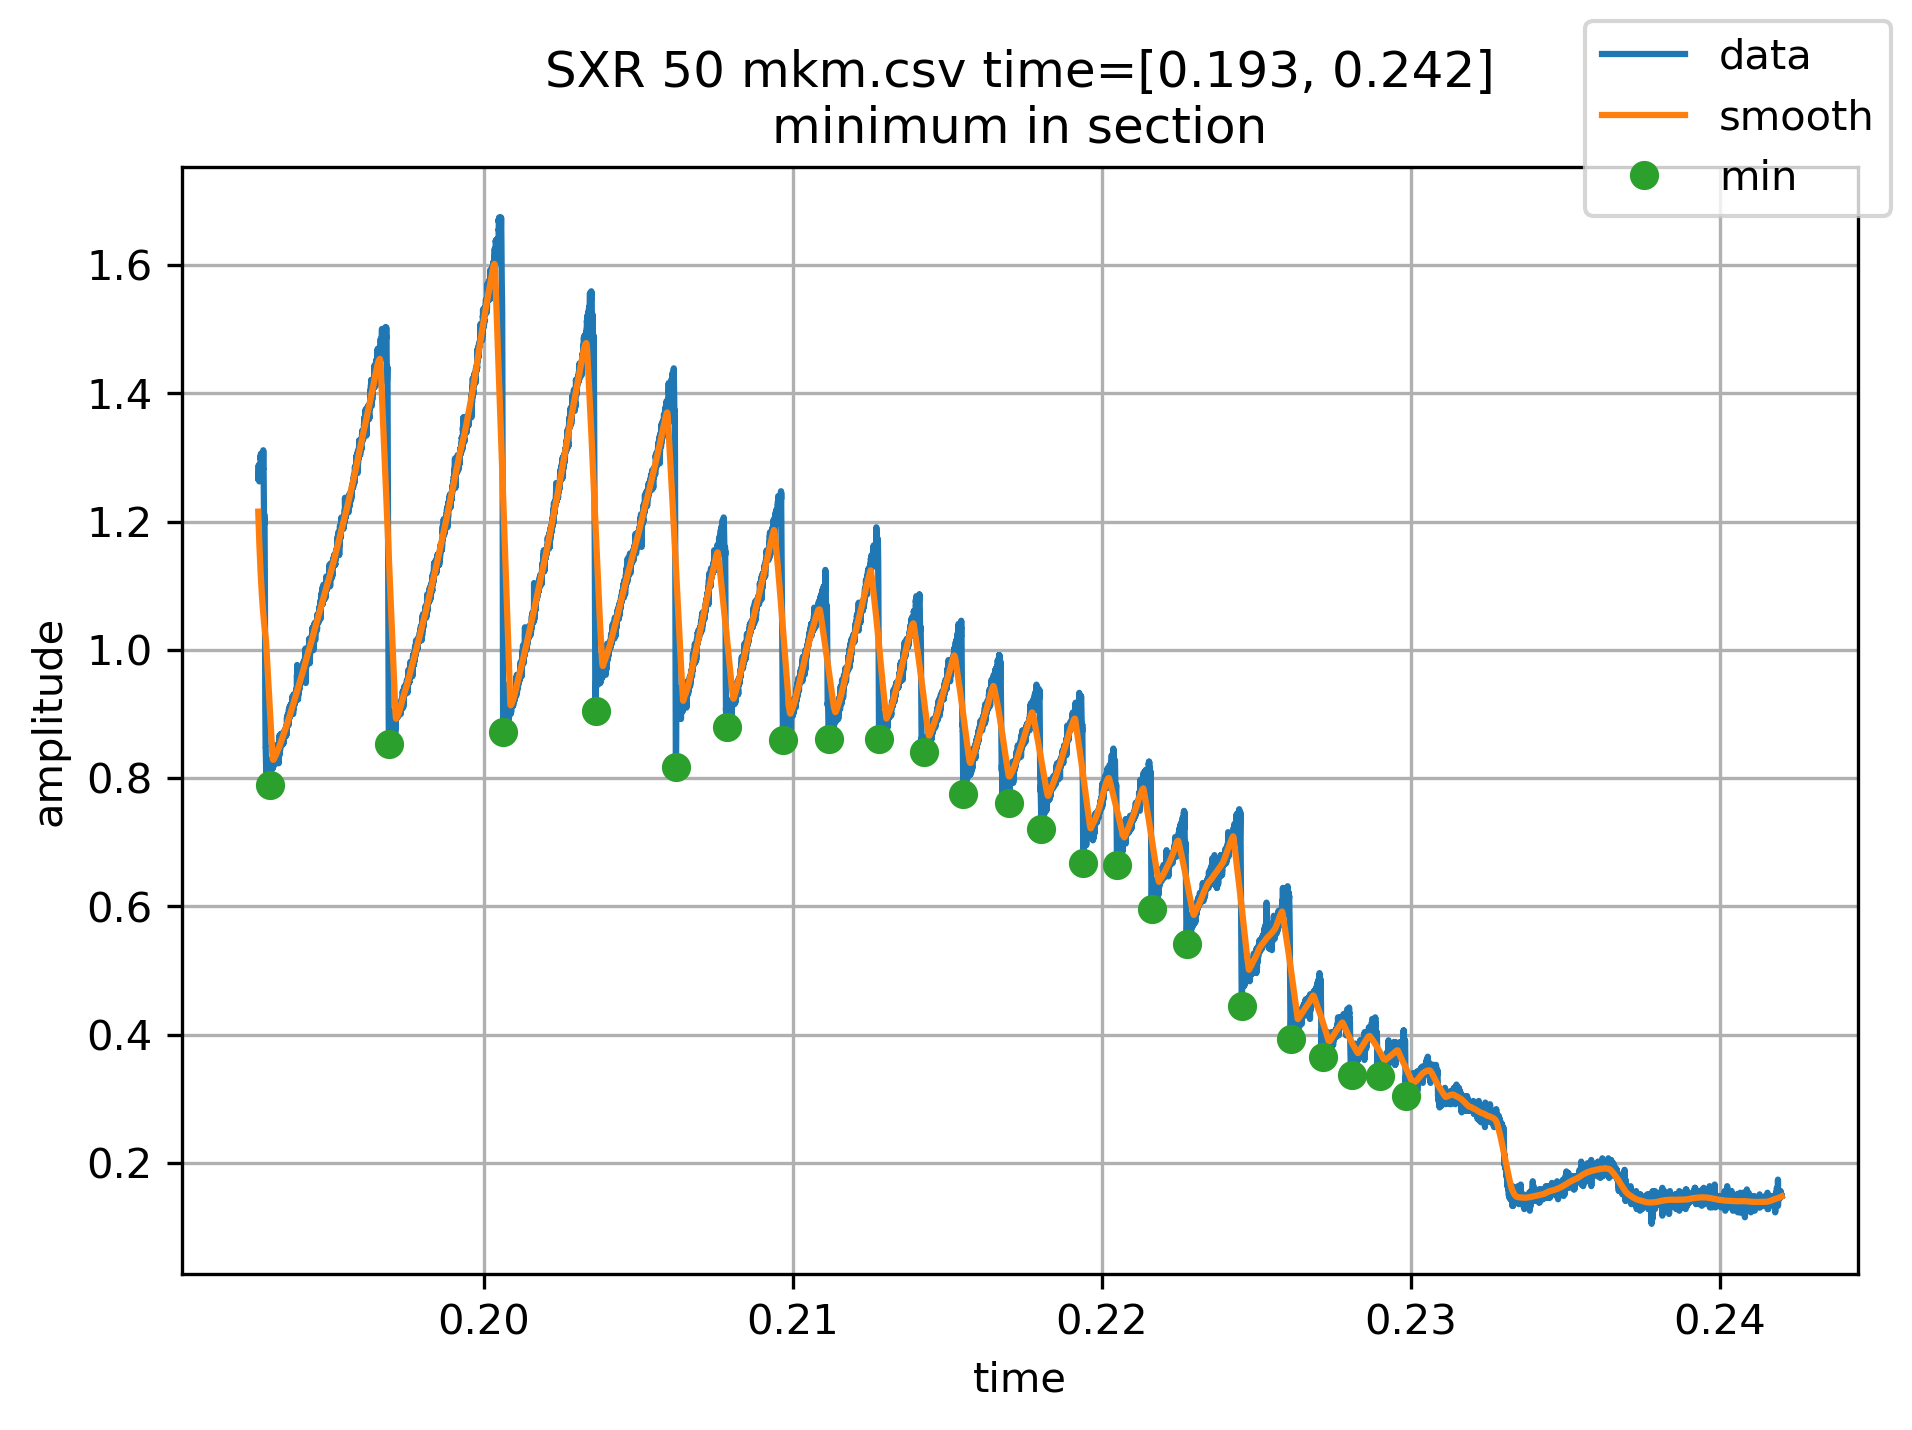 SXR 50 mkm.csv time=[0.193, 0.242]
minimum in section
data
smooth
min
amplitude
1.6
1.4
1.2
1.0
0.8
0.6
0.4
0.2
0.20 0.21 0.22 0.23 0.24
time